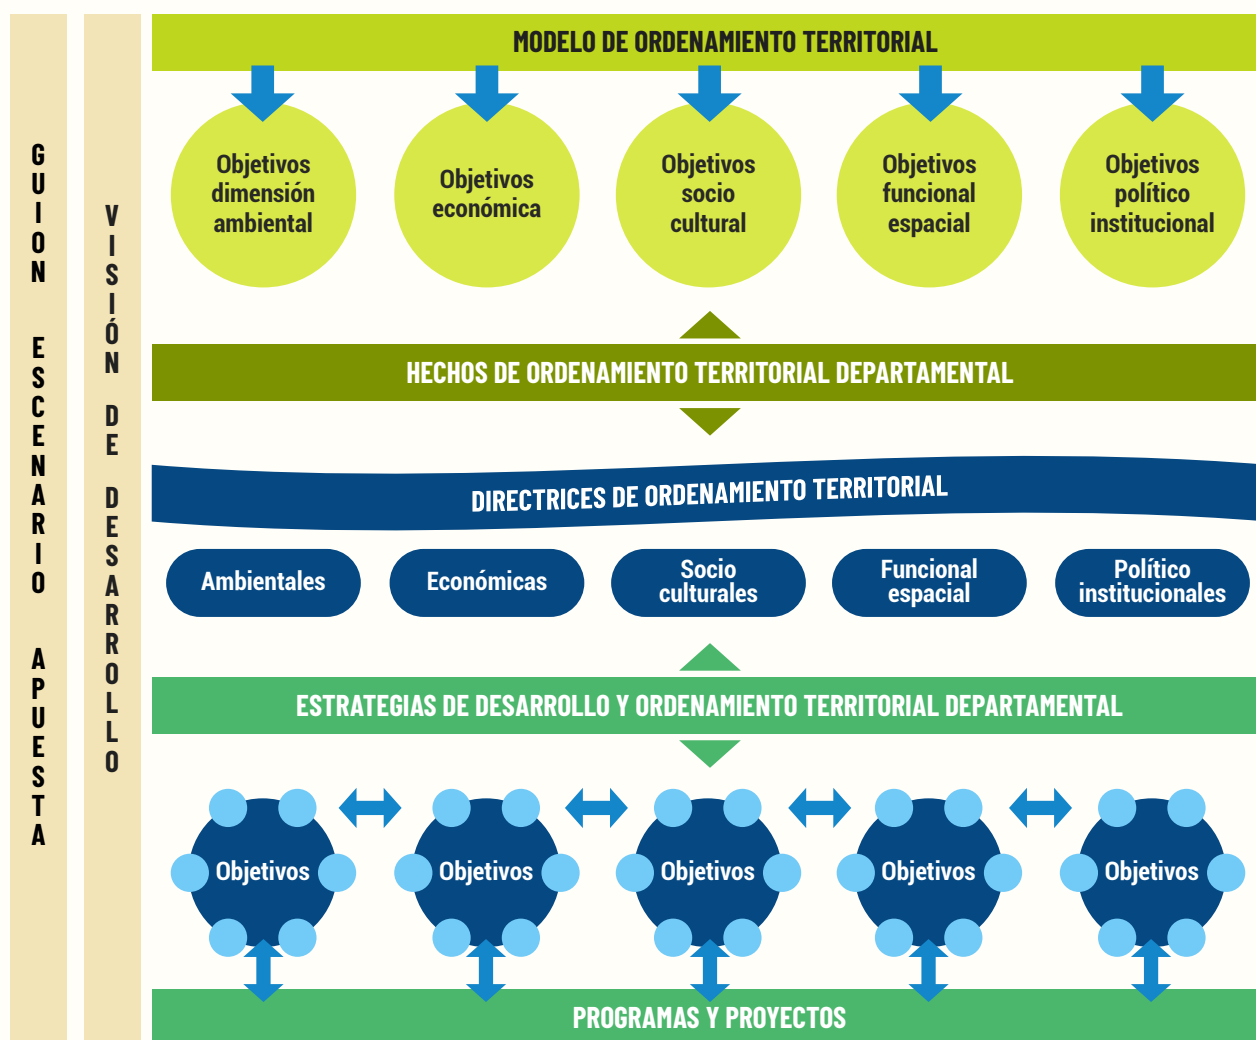 GUION ESCENARIO APUESTA
VISIÓN DE DESARROLLO
MODELO DE ORDENAMIENTO TERRITORIAL
Objetivos
dimensión
ambiental
Objetivos
económica
Objetivos
socio
cultural
Objetivos
funcional
espacial
Objetivos
político
institucional
HECHOS DE ORDENAMIENTO TERRITORIAL DEPARTAMENTAL
DIRECTRICES DE ORDENAMIENTO TERRITORIAL
Ambientales
Económicas
Socio
culturales
Funcional
espacial
Político
institucionales
ESTRATEGIAS DE DESARROLLO Y ORDENAMIENTO TERRITORIAL DEPARTAMENTAL
Objetivos
Objetivos
Objetivos
Objetivos
Objetivos
PROGRAMAS Y PROYECTOS